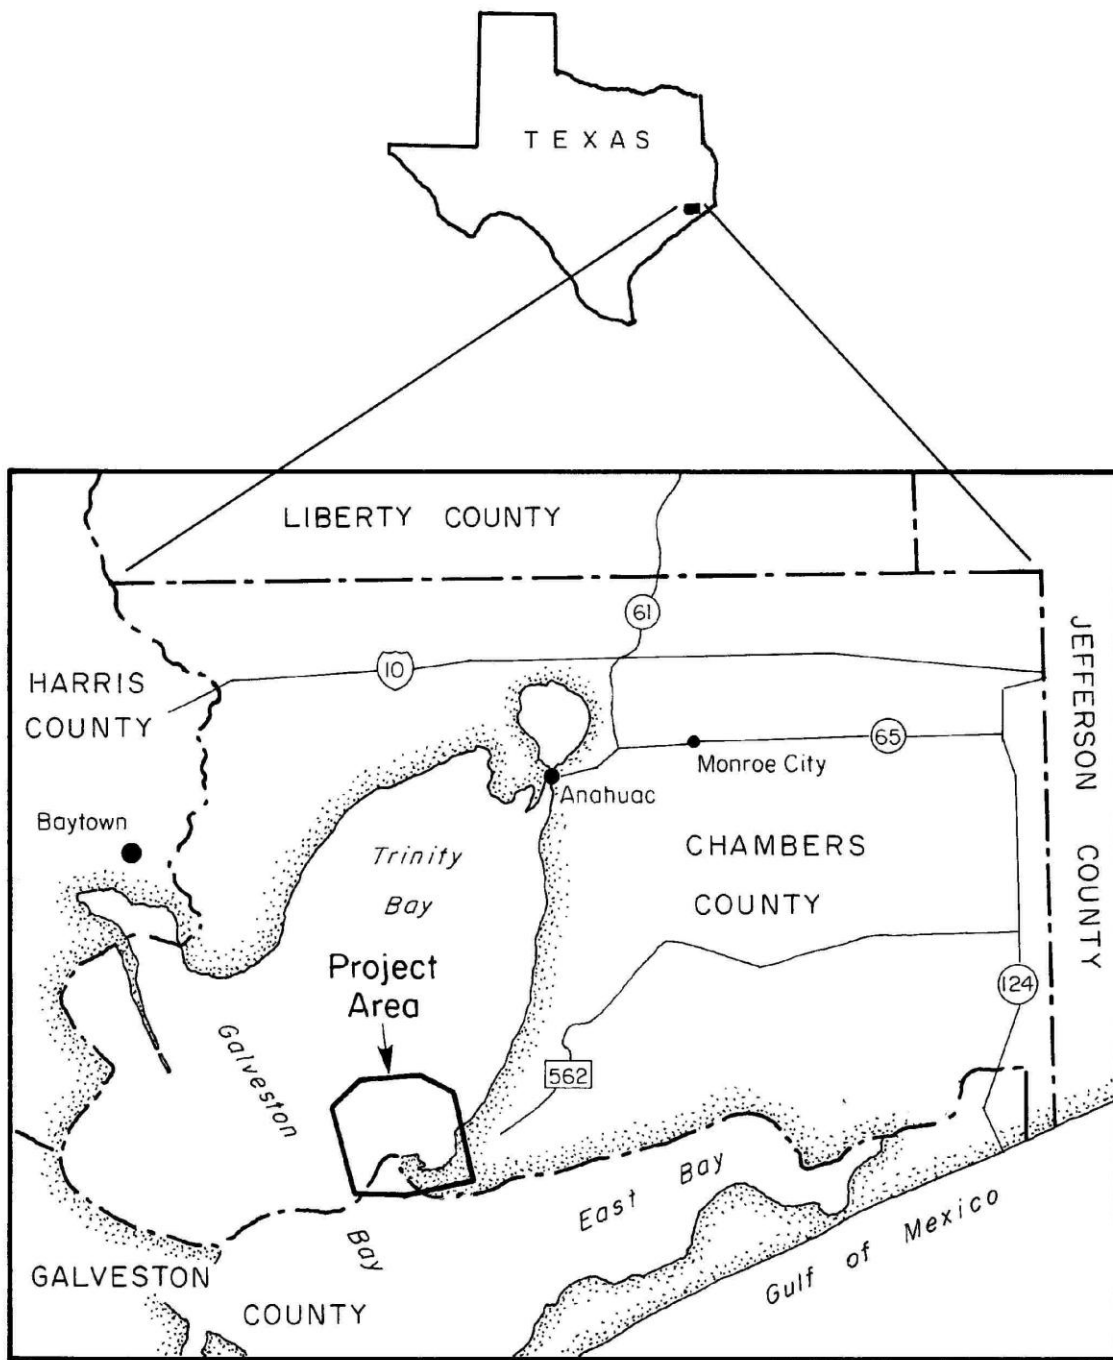 TEXAS
LIBERTY COUNTY
61
10
HARRIS
COUNTY
JEFFERSON COUNTY
65
Monroe City
Anahuac
Baytown
Trinity
Bay
CHAMBERS
COUNTY
Project
Area
124
Galveston Bay
562
East Bay
Gulf of Mexico
GALVESTON
COUNTY